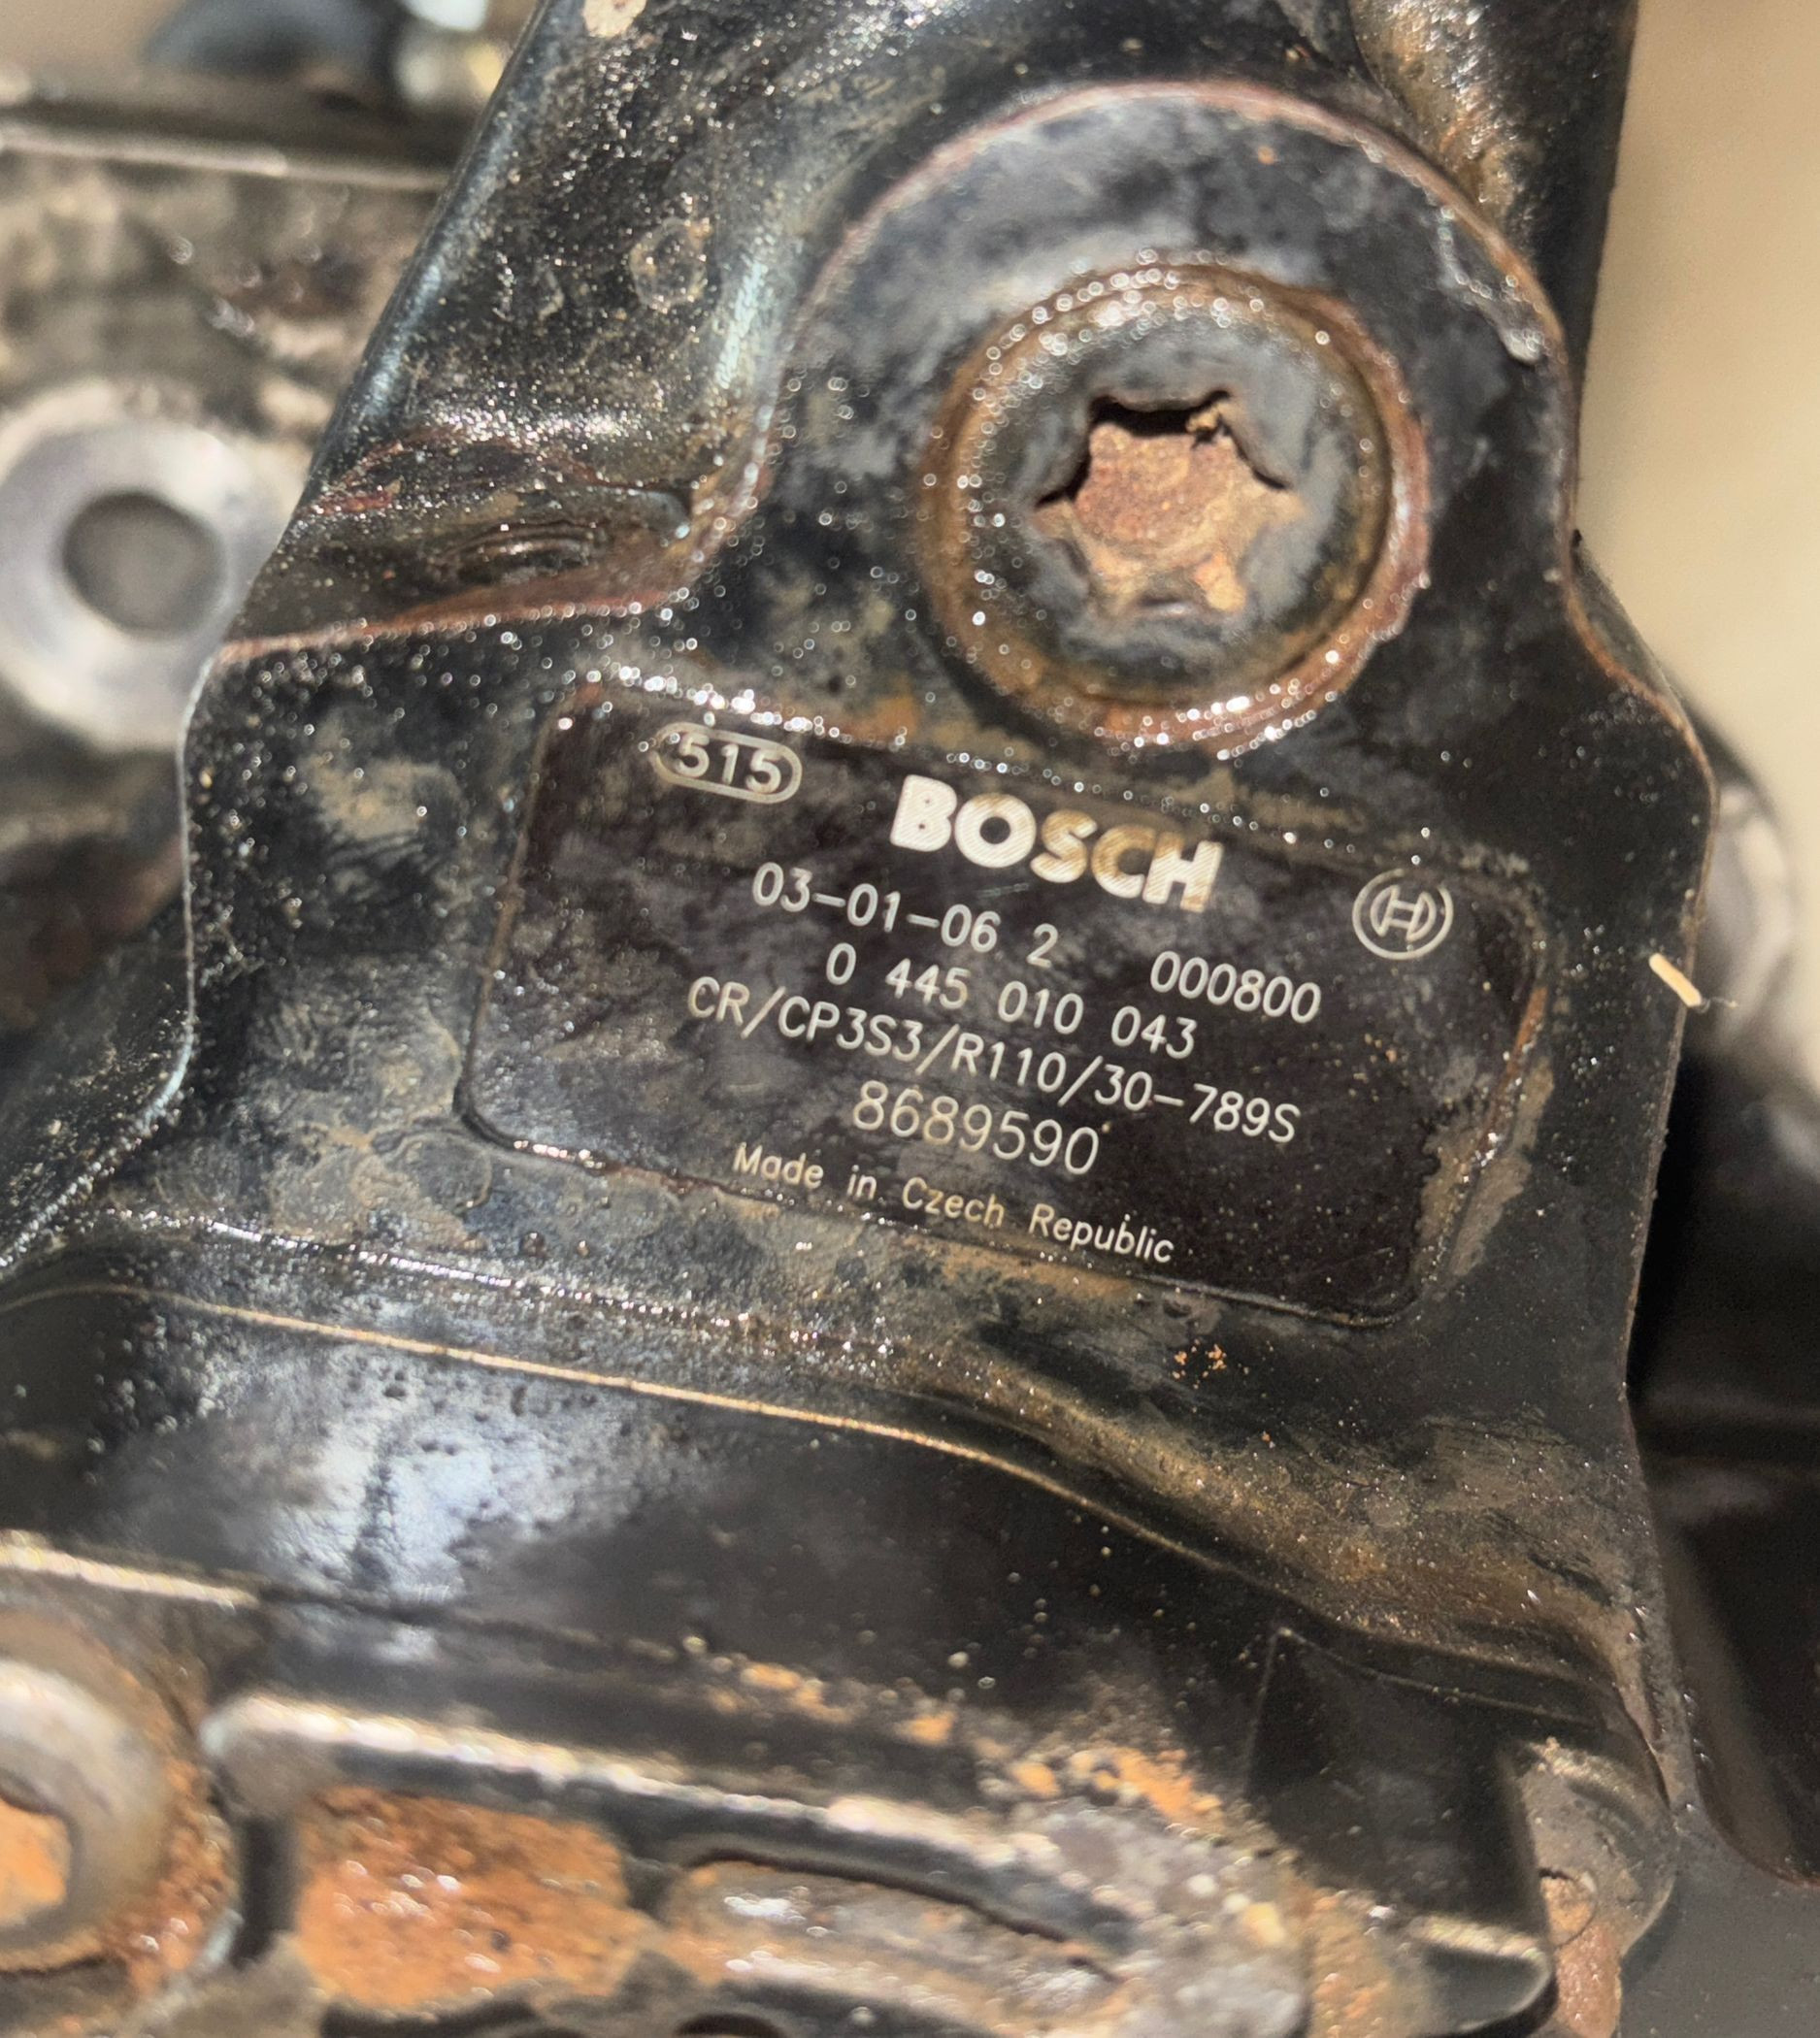 515
BOSCH
03-01-06 2 000800
0 445 010 043
CR/CP3S3/R110/30-789S
8689590
Made in Czech Republic